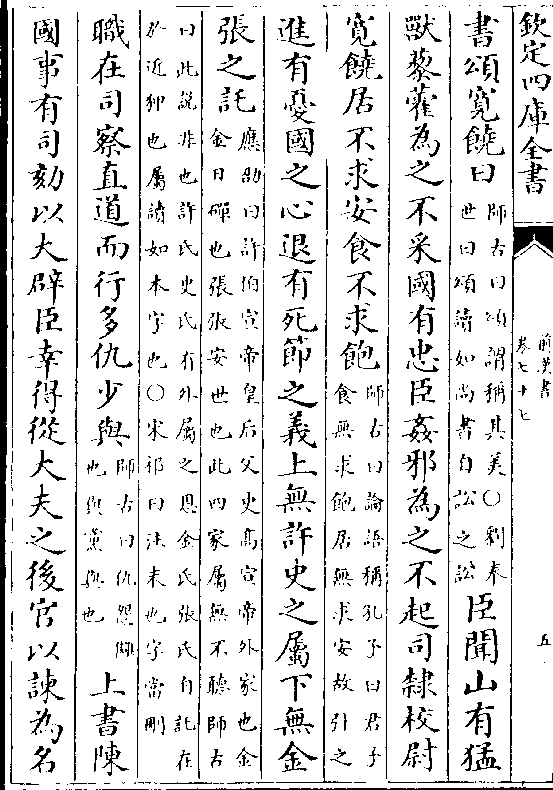 欽定四庫全書
前漢書
卷七十七
五
書頌寛饒曰師古曰頌謂稱其美○劉奉
世曰頌讀如尚書自訟之訟臣聞山有猛
獸藜藿為之不采國有忠臣姦邪為之不起司隸校尉
寛饒居不求安食不求飽師古曰論語稱孔子曰君子
食無求飽居無求安故引之
進有憂國之心退有死節之義上無許史之屬下無金
張之託應劭曰許伯宣帝皇后父史髙宣帝外家也金
金日磾也張張安世也此四家屬無不聽師古
曰此說非也許氏史氏有外屬之恩金氏張氏自託在
於近狎也屬讀如本字也○宋祁曰注末也字當刪
職在司察直道而行多仇少與師古曰仇怨讎
也與黨與也上書陳
國事有司劾以大辟臣幸得從大夫之後官以諫為名